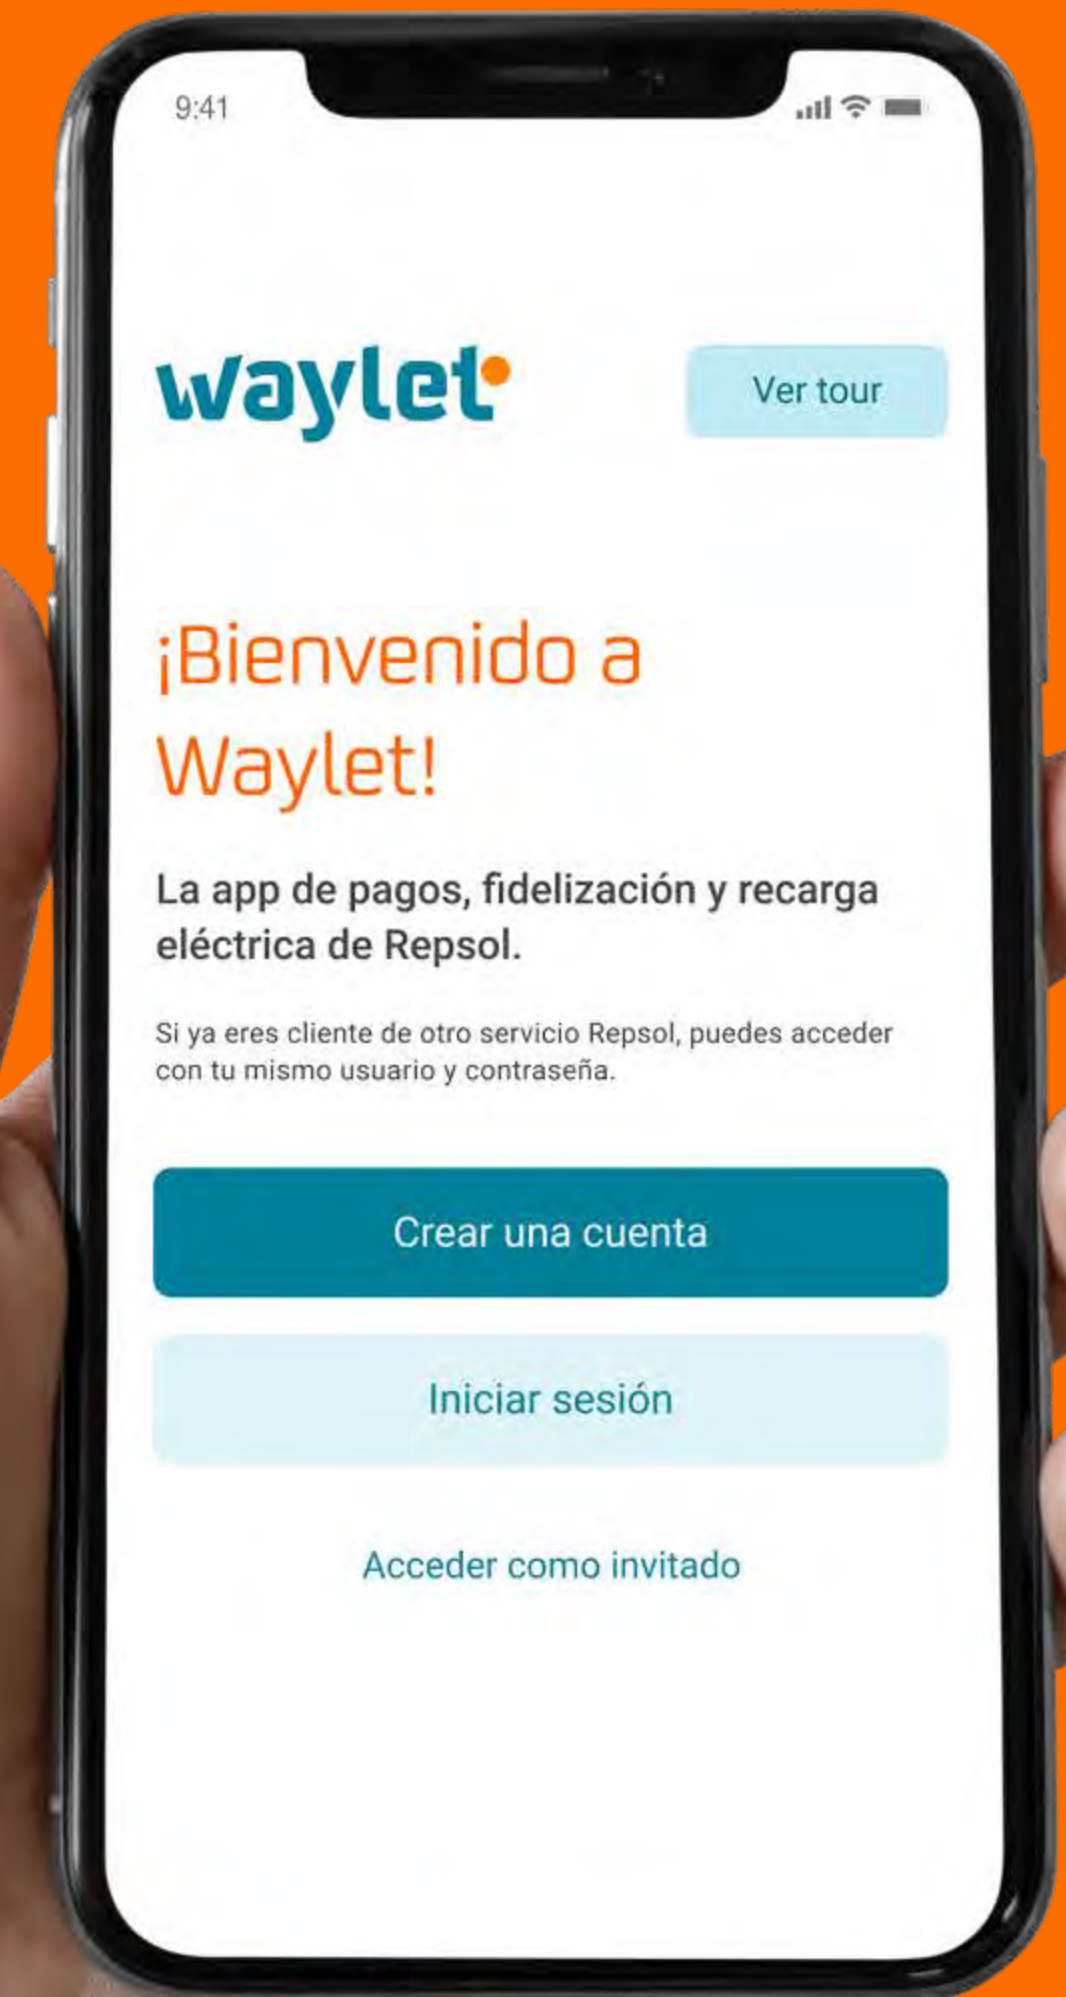 9:41
waylet
Ver tour
¡Bienvenido a
Waylet!
La app de pagos, fidelización y recarga
eléctrica de Repsol.
Si ya eres cliente de otro servicio Repsol, puedes acceder
con tu mismo usuario y contraseña.
Crear una cuenta
Iniciar sesión
Acceder como invitado